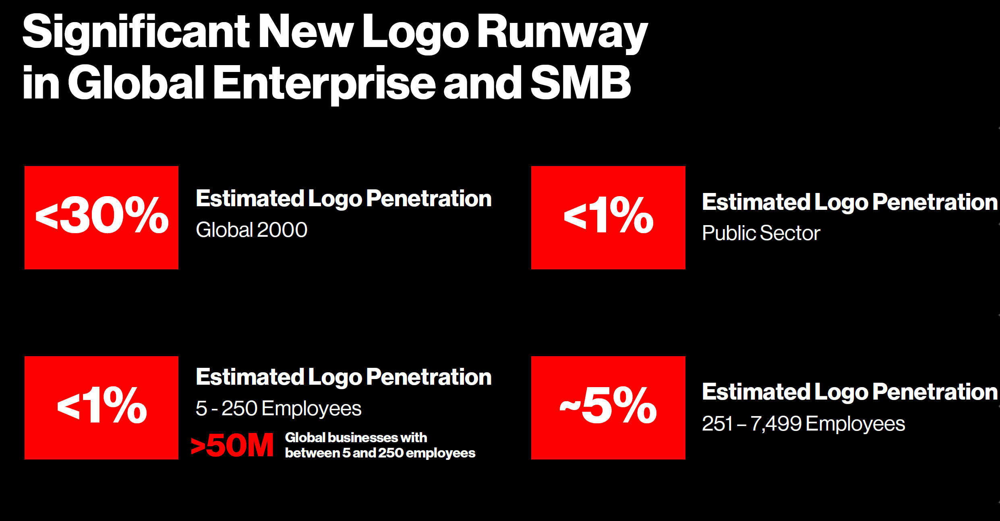 Significant New Logo Runway
in Global Enterprise and SMB
<30%
Estimated Logo Penetration
Global 2000
<1%
Estimated Logo Penetration
Public Sector
<1%
Estimated Logo Penetration
5 - 250 Employees
>50M
Global businesses with
between 5 and 250 employees
~5%
Estimated Logo Penetration
251 – 7,499 Employees